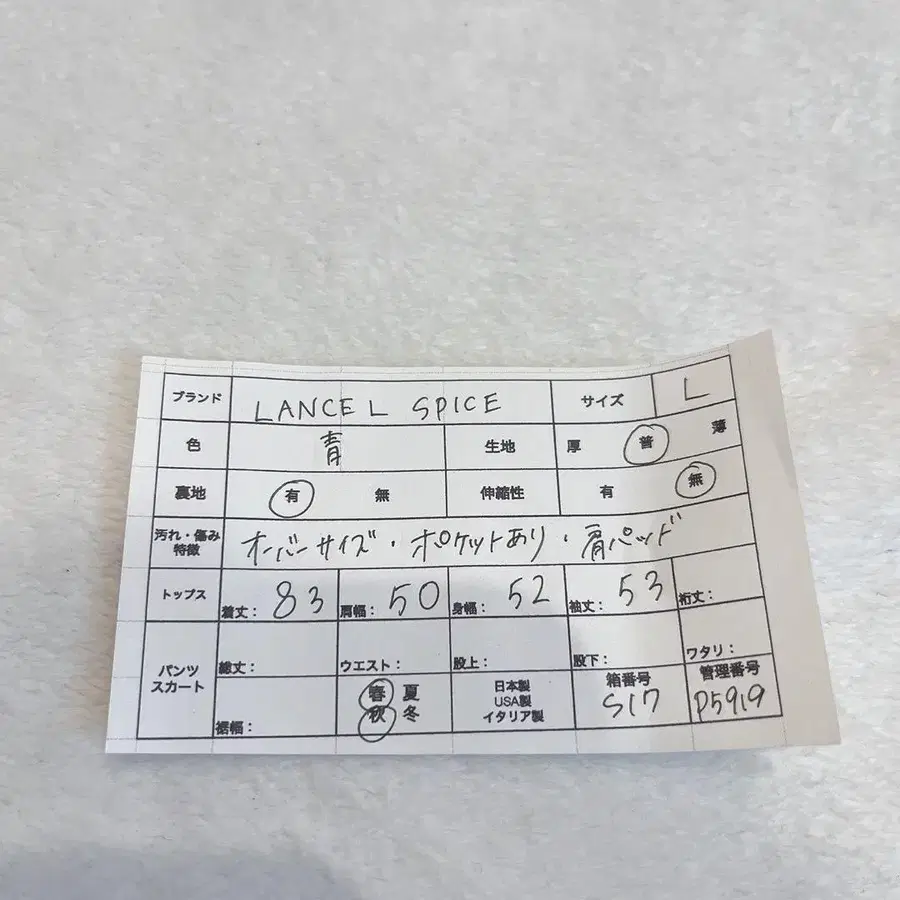 ブランド LANCEL SPICE サイズ L
色 青 生地 厚 普 薄
裏地 有 無 伸縮性 有 無
汚れ・傷み
特徴 オーバーサイズ・ポケットあり・肩パッド
トップス 着丈: 83 肩幅: 50 身幅: 52 袖丈: 53 裄丈:
パンツ
スカート 総丈: ウエスト: 股上: 股下: ワタリ:
裾幅: 春 夏
秋 冬
日本製
USA製
イタリア製
箱番号
S17
管理番号
P5919